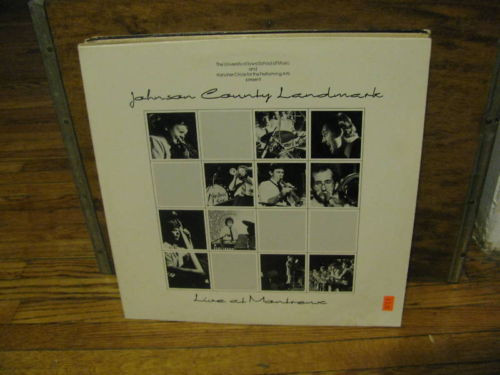 The University of Iowa School of Music
and
Hancher Circle for the Performing Arts
present
Johnson County Landmark
Live at Montreux